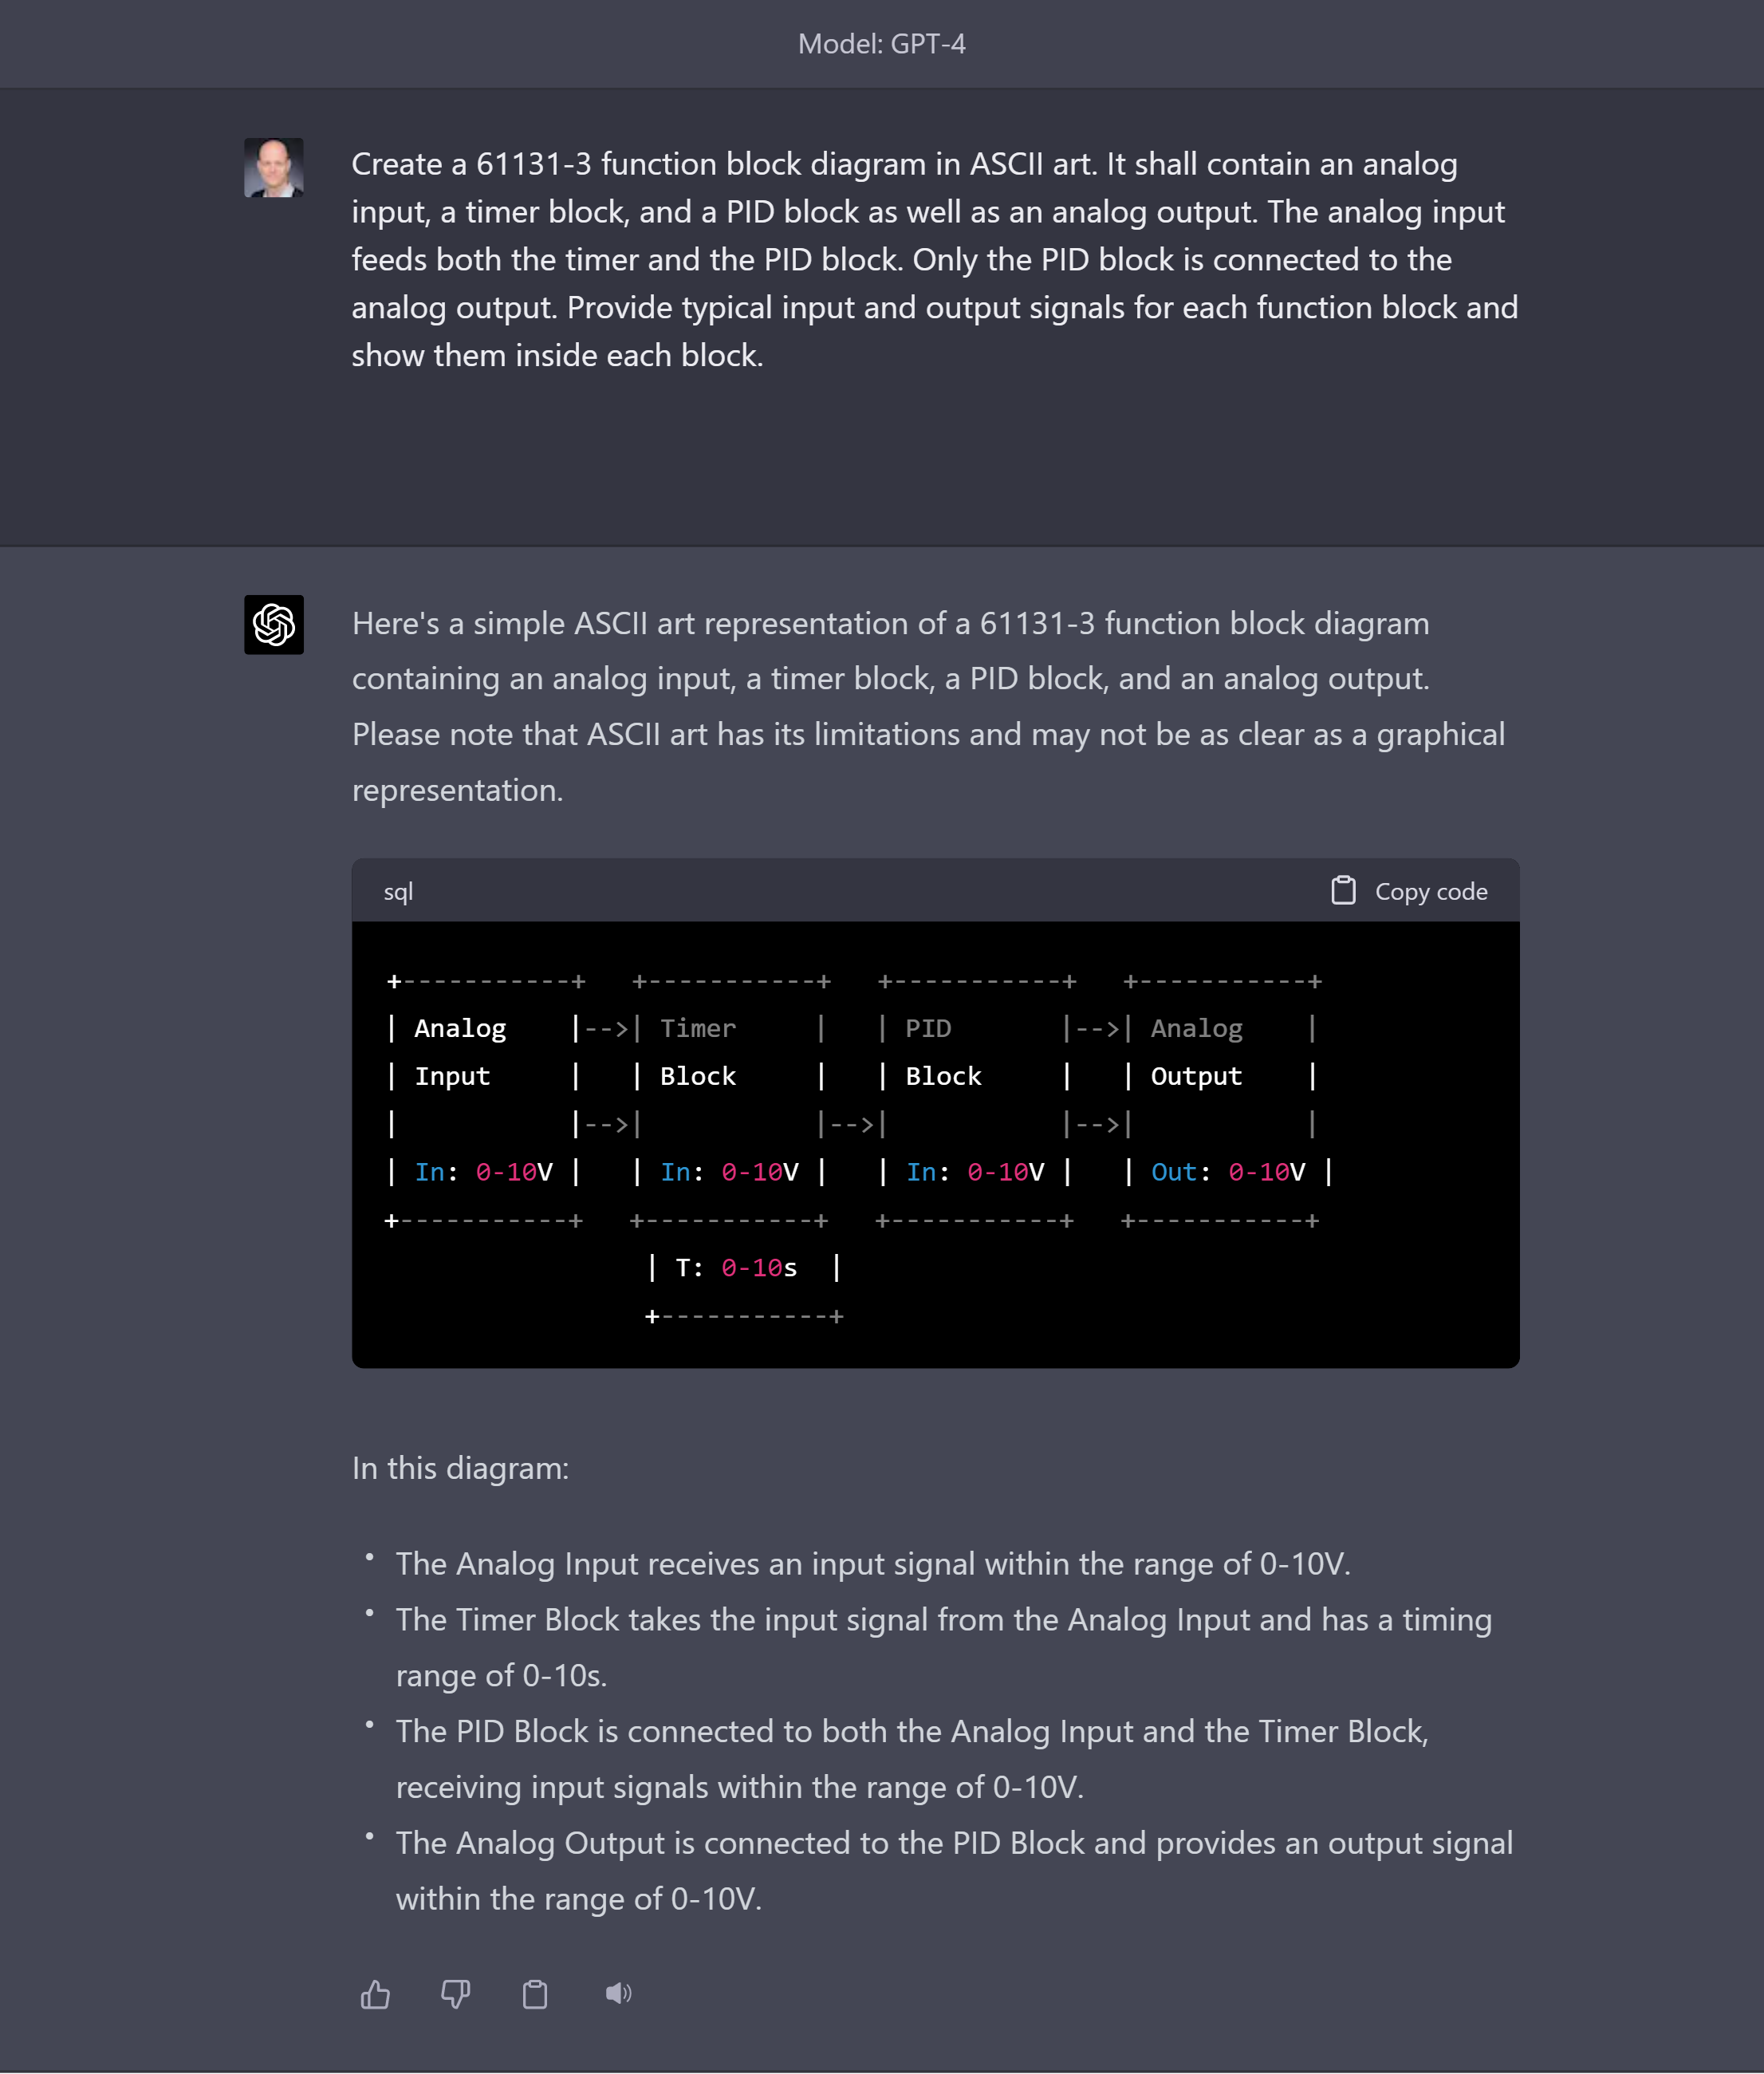 Model: GPT-4
Create a 61131-3 function block diagram in ASCII art. It shall contain an analog
input, a timer block, and a PID block as well as an analog output. The analog input
feeds both the timer and the PID block. Only the PID block is connected to the
analog output. Provide typical input and output signals for each function block and
show them inside each block.
Here's a simple ASCII art representation of a 61131-3 function block diagram
containing an analog input, a timer block, a PID block, and an analog output.
Please note that ASCII art has its limitations and may not be as clear as a graphical
representation.
sql Copy code
+-----------+   +-----------+   +-----------+   +-----------+
| Analog    |-->| Timer     |   | PID       |-->| Analog    |
| Input     |   | Block     |   | Block     |   | Output    |
|           |-->|           |-->|           |-->|           |
| In: 0-10V |   | In: 0-10V |   | In: 0-10V |   | Out: 0-10V |
+-----------+   +-----------+   +-----------+   +-----------+
                 | T: 0-10s  |
                 +-----------+
In this diagram:
• The Analog Input receives an input signal within the range of 0-10V.
• The Timer Block takes the input signal from the Analog Input and has a timing
range of 0-10s.
• The PID Block is connected to both the Analog Input and the Timer Block,
receiving input signals within the range of 0-10V.
• The Analog Output is connected to the PID Block and provides an output signal
within the range of 0-10V.